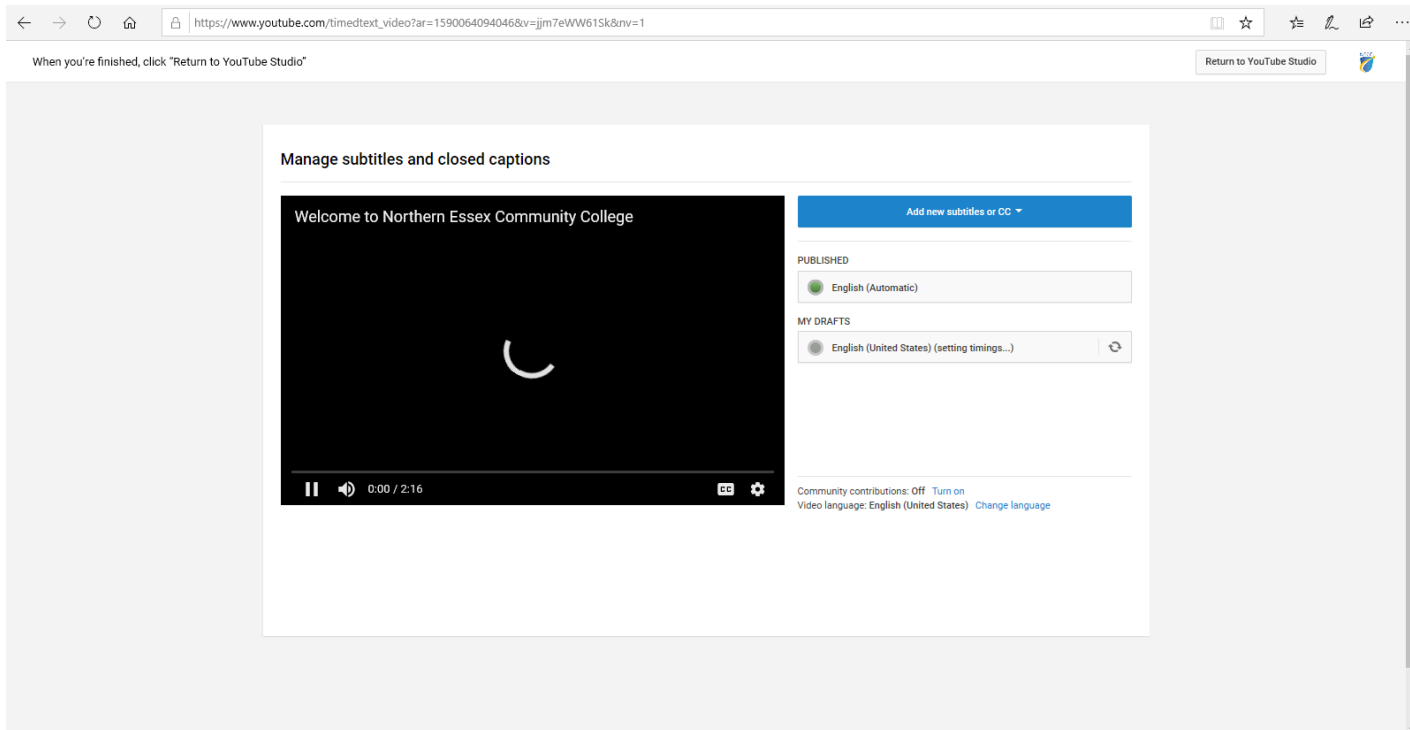 https://www.youtube.com/timedtext_video?ar=1590064094046&v=jjm7eWW61Sk&nv=1
When you're finished, click "Return to YouTube Studio"
Return to YouTube Studio
Manage subtitles and closed captions
Welcome to Northern Essex Community College
0:00 / 2:16
CC
Add new subtitles or CC
PUBLISHED
English (Automatic)
MY DRAFTS
English (United States) (setting timings...)
Community contributions: Off Turn on
Video language: English (United States) Change language